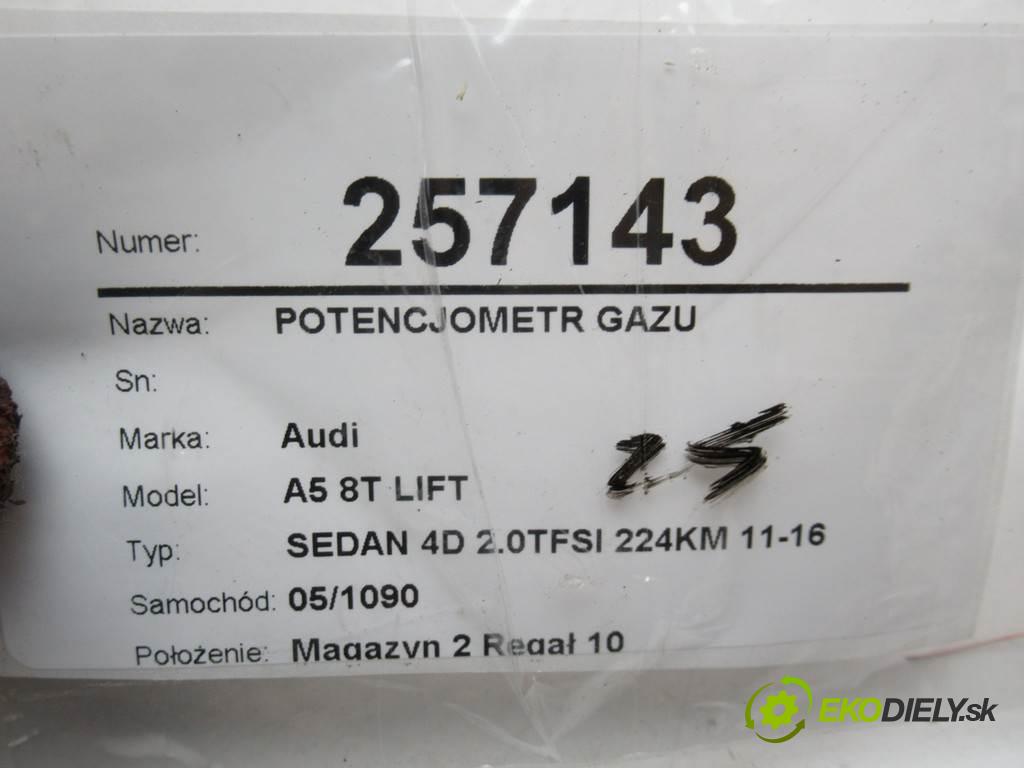 Numer: 257143
Nazwa: POTENCJOMETR GAZU
Sn:
Marka: Audi
Model: A5 8T LIFT
25
Typ: SEDAN 4D 2.0TFSI 224KM 11-16
Samochód: 05/1090
Położenie: Magazyn 2 Regał 10
EKODIELY.sk